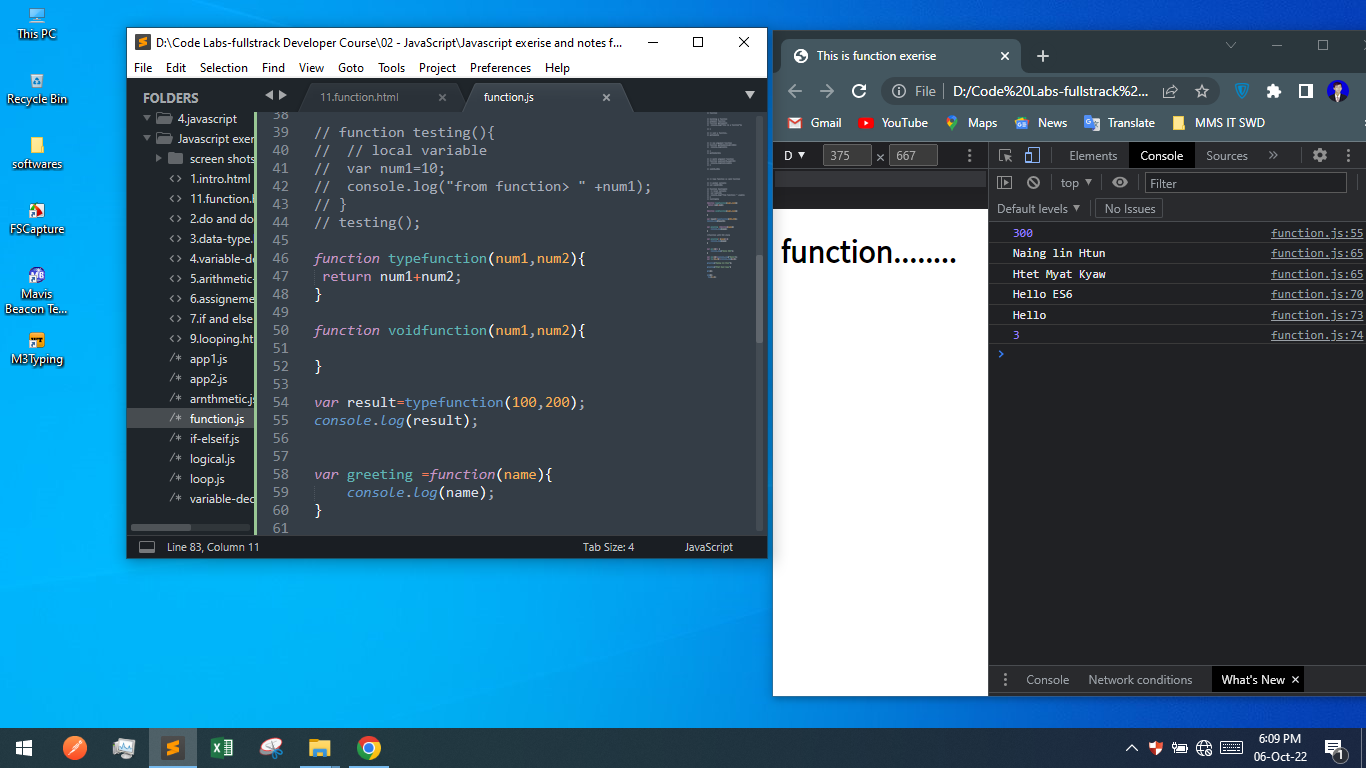 This PC
Recycle Bin
softwares
FSCapture
Mavis
Beacon Te...
M3Typing
D:\Code Labs-fullstrack Developer Course\02 - JavaScript\Javascript exerise and notes f...
File Edit Selection Find View Goto Tools Project Preferences Help
FOLDERS
4.javascript
Javascript exeri
screen shots
1.intro.html
11.function.h
2.do and do
3.data-type.
4.variable-de
5.arithmetic-
6.assigneme
7.if and else
9.looping.ht
app1.js
app2.js
arnthmetic.js
function.js
if-elseif.js
logical.js
loop.js
variable-dec
11.function.html
function.js
38
39 // function testing(){
40 //  // local variable
41 //  var num1=10;
42 //  console.log("from function> " +num1);
43 // }
44 // testing();
45
46 function typefunction(num1,num2){
47  return num1+num2;
48 }
49
50 function voidfunction(num1,num2){
51
52 }
53
54 var result=typefunction(100,200);
55 console.log(result);
56
57
58 var greeting =function(name){
59     console.log(name);
60 }
61
Line 83, Column 11 Tab Size: 4 JavaScript
This is function exerise
File D:/Code%20Labs-fullstrack%2...
Gmail YouTube Maps News Translate MMS IT SWD
D 375 × 667
function........
Elements Console Sources
top Filter
Default levels No Issues
300 function.js:55
Naing lin Htun function.js:65
Htet Myat Kyaw function.js:65
Hello ES6 function.js:70
Hello function.js:73
3 function.js:74
Console Network conditions What's New
6:09 PM
06-Oct-22
1